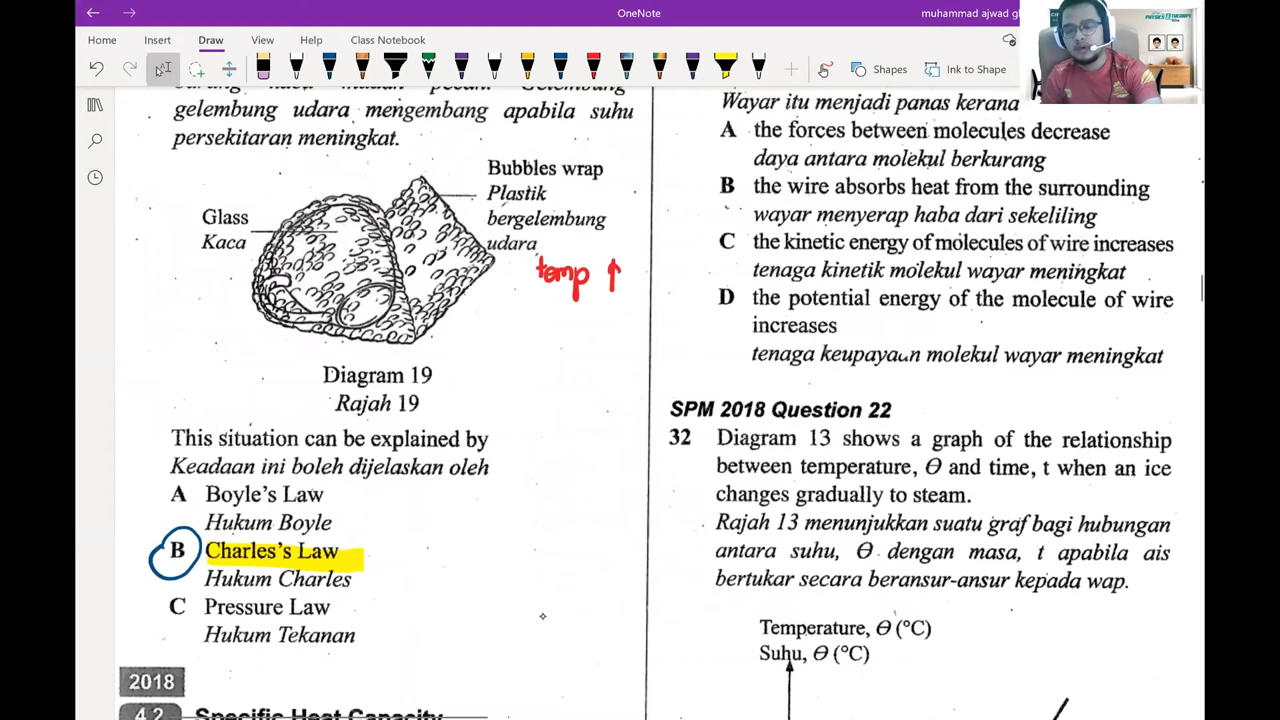 OneNote
muhammad ajwad gh
Home Insert Draw View Help Class Notebook
Shapes
Ink to Shape
gelembung udara mengembang apabila suhu
persekitaran meningkat.
Bubbles wrap
Plastik
bergelembung
udara
Glass
Kaca
temp ↑
Diagram 19
Rajah 19
This situation can be explained by
Keadaan ini boleh dijelaskan oleh
A Boyle's Law
Hukum Boyle
B Charles's Law
Hukum Charles
C Pressure Law
Hukum Tekanan
2018
4.2 Specific Heat Capacity
Wayar itu menjadi panas kerana
A the forces between molecules decrease
daya antara molekul berkurang
B the wire absorbs heat from the surrounding
wayar menyerap haba dari sekeliling
C the kinetic energy of molecules of wire increases
tenaga kinetik molekul wayar meningkat
D the potential energy of the molecule of wire
increases
tenaga keupayaan molekul wayar meningkat
SPM 2018 Question 22
32 Diagram 13 shows a graph of the relationship
between temperature, Ө and time, t when an ice
changes gradually to steam.
Rajah 13 menunjukkan suatu graf bagi hubungan
antara suhu, Ө dengan masa, t apabila ais
bertukar secara beransur-ansur kepada wap.
Temperature, Ө (°C)
Suhu, Ө (°C)